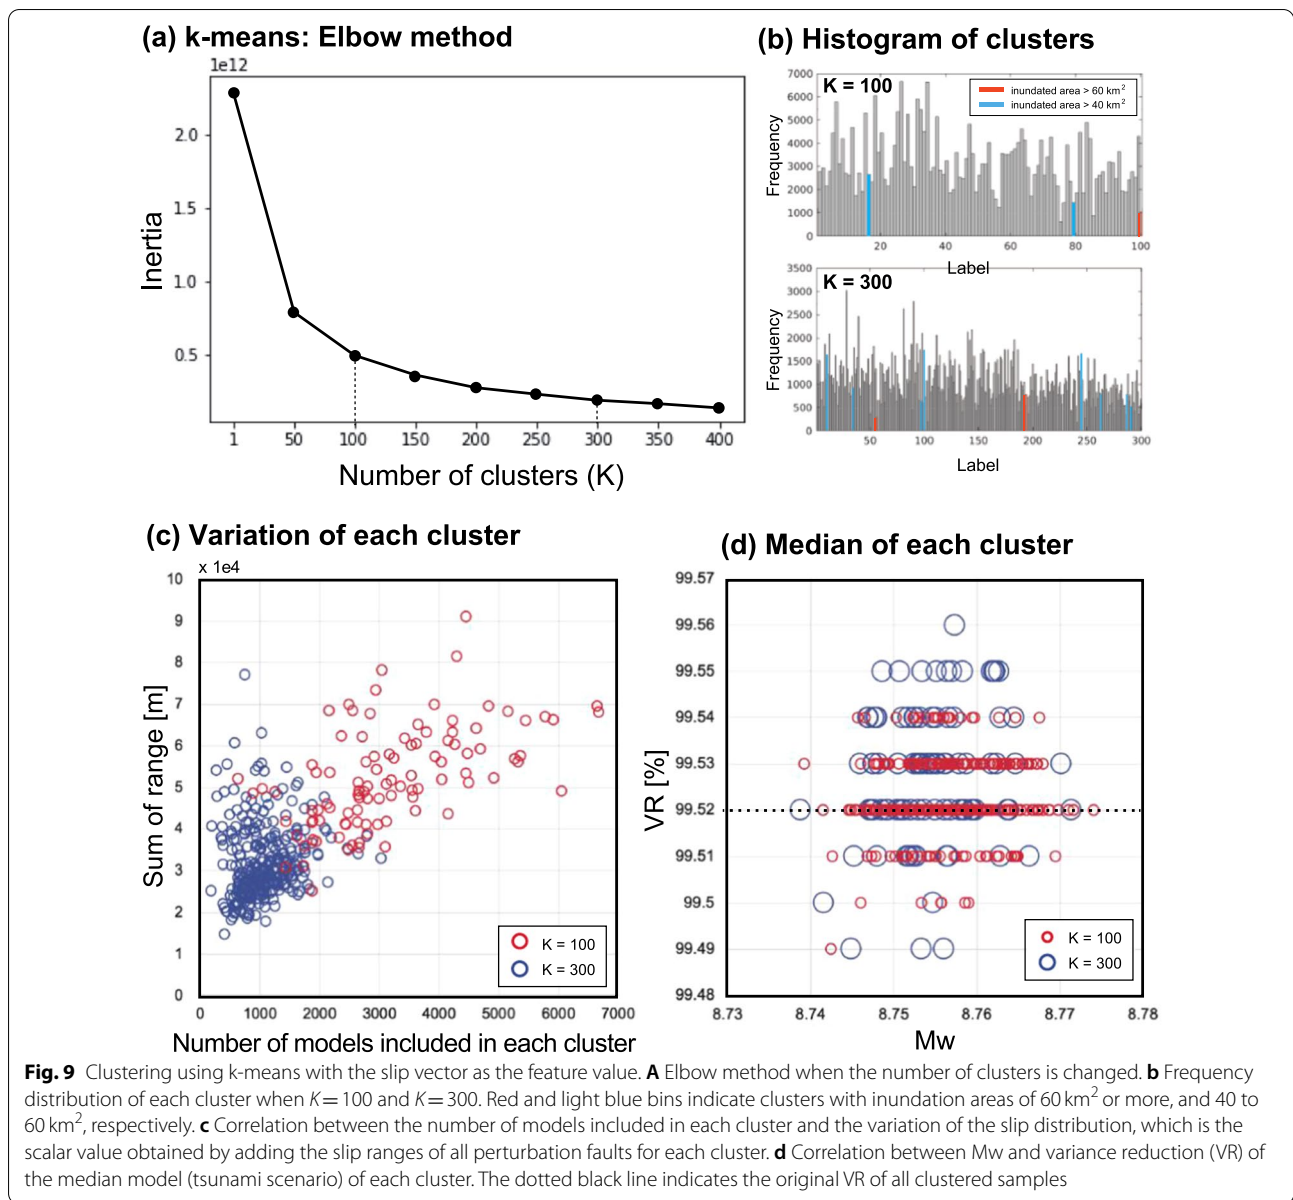 (a) k-means: Elbow method
1e12
2.0
1.5
1.0
0.5
Inertia
1 50 100 150 200 250 300 350 400
Number of clusters (K)
(b) Histogram of clusters
K = 100
inundated area > 60 km²
inundated area > 40 km²
7000
6000
5000
4000
3000
2000
1000
0
Frequency
20 40 60 80 100
Label
K = 300
3500
3000
2500
2000
1500
1000
500
0
Frequency
50 100 150 200 250 300
Label
(c) Variation of each cluster
x 1e4
10
9
8
7
6
5
4
3
2
1
0
Sum of range [m]
K = 100
K = 300
0 1000 2000 3000 4000 5000 6000 7000
Number of models included in each cluster
(d) Median of each cluster
99.57
99.56
99.55
99.54
99.53
99.52
99.51
99.5
99.49
99.48
VR [%]
K = 100
K = 300
8.73 8.74 8.75 8.76 8.77 8.78
Mw
Fig. 9 Clustering using k-means with the slip vector as the feature value. A Elbow method when the number of clusters is changed. b Frequency
distribution of each cluster when K = 100 and K = 300. Red and light blue bins indicate clusters with inundation areas of 60 km² or more, and 40 to
60 km², respectively. c Correlation between the number of models included in each cluster and the variation of the slip distribution, which is the
scalar value obtained by adding the slip ranges of all perturbation faults for each cluster. d Correlation between Mw and variance reduction (VR) of
the median model (tsunami scenario) of each cluster. The dotted black line indicates the original VR of all clustered samples